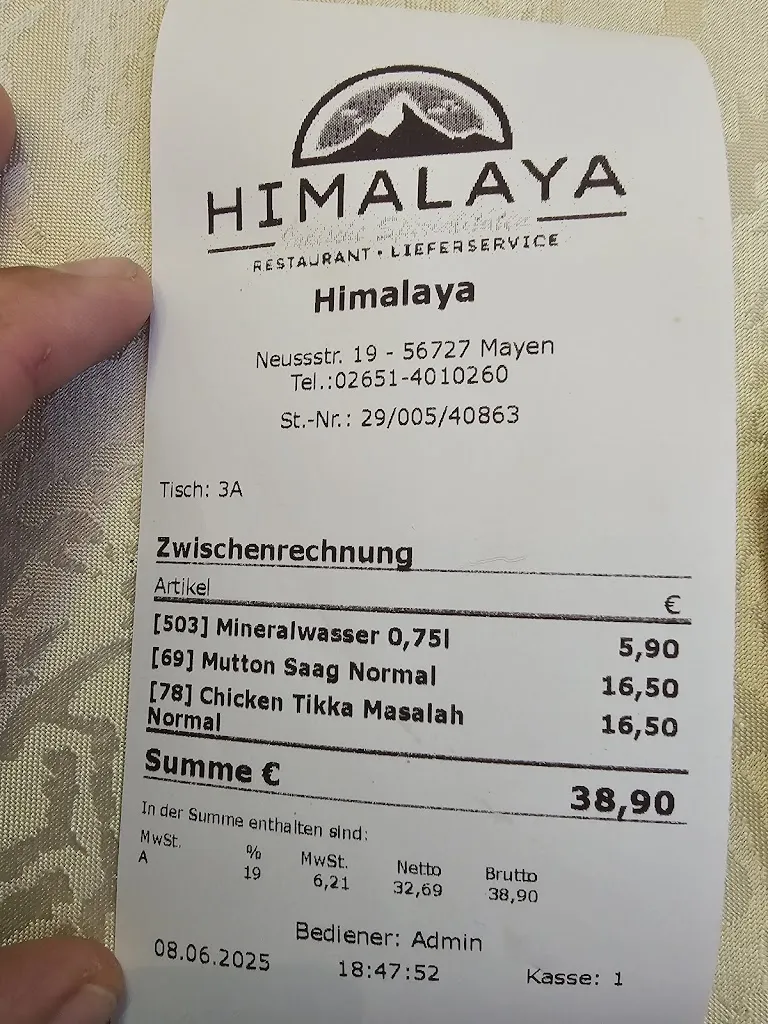 HIMALAYA
RESTAURANT • LIEFERSERVICE
Himalaya
Neussstr. 19 - 56727 Mayen
Tel.:02651-4010260
St.-Nr.: 29/005/40863
Tisch: 3A
Zwischenrechnung
Artikel €
[503] Mineralwasser 0,75l 5,90
[69] Mutton Saag Normal 16,50
[78] Chicken Tikka Masalah 16,50
Normal
Summe € 38,90
In der Summe enthalten sind:
MwSt. % MwSt. Netto Brutto
A 19 6,21 32,69 38,90
Bediener: Admin
08.06.2025 18:47:52 Kasse: 1